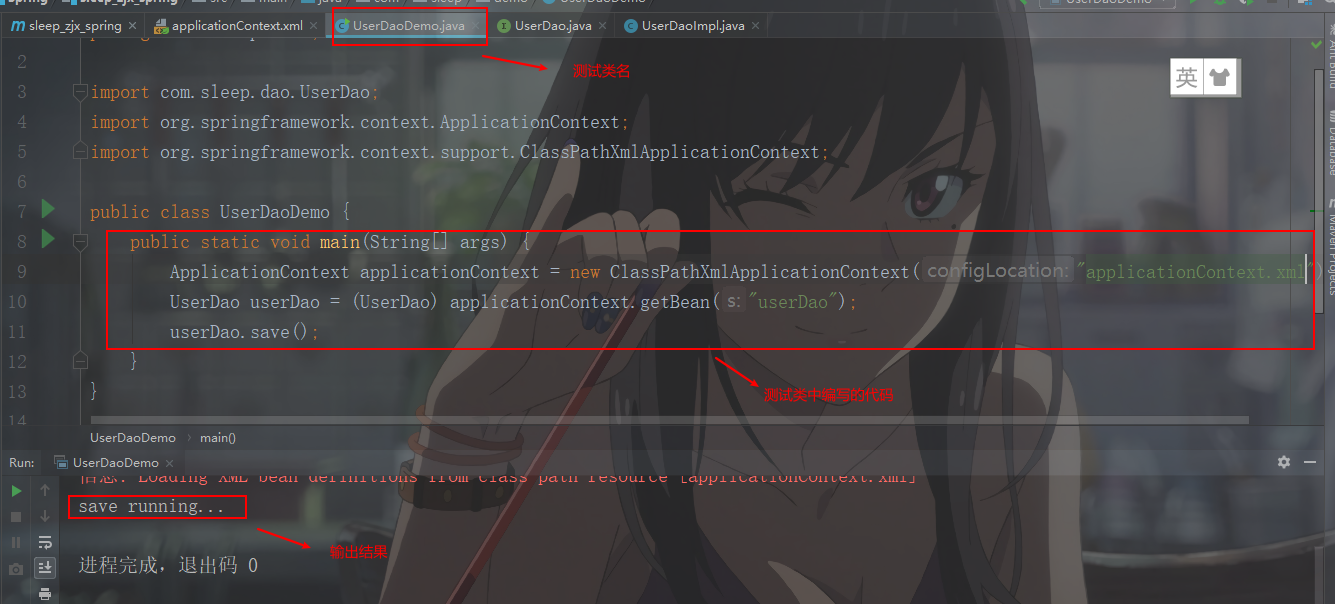 sleep_zjx_spring
sleep_zjx_spring applicationContext.xml UserDaoDemo.java UserDao.java UserDaoImpl.java
测试类名
英
2
3 import com.sleep.dao.UserDao;
4 import org.springframework.context.ApplicationContext;
5 import org.springframework.context.support.ClassPathXmlApplicationContext;
6
7 public class UserDaoDemo {
8 public static void main(String[] args) {
9 ApplicationContext applicationContext = new ClassPathXmlApplicationContext( configLocation: "applicationContext.xml")
10 UserDao userDao = (UserDao) applicationContext.getBean( s: "userDao");
11 userDao.save();
12 }
13 }
14
测试类中编写的代码
UserDaoDemo › main()
Run: UserDaoDemo
信息: Loading XML bean definitions from class path resource [applicationContext.xml]
save running...
输出结果
进程完成，退出码 0
Database
Maven Projects